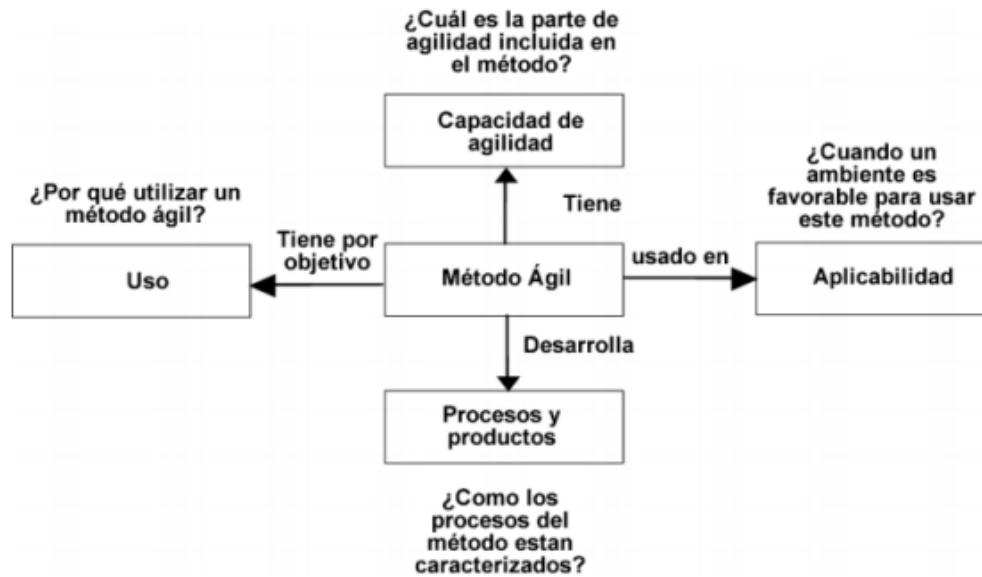 ¿Cuál es la parte de
agilidad incluida en
el método?
Capacidad de
agilidad
¿Cuando un
ambiente es
favorable para usar
este método?
¿Por qué utilizar un
método ágil?
Tiene
Tiene por
objetivo
usado en
Uso
Método Ágil
Aplicabilidad
Desarrolla
Procesos y
productos
¿Como los
procesos del
método estan
caracterizados?